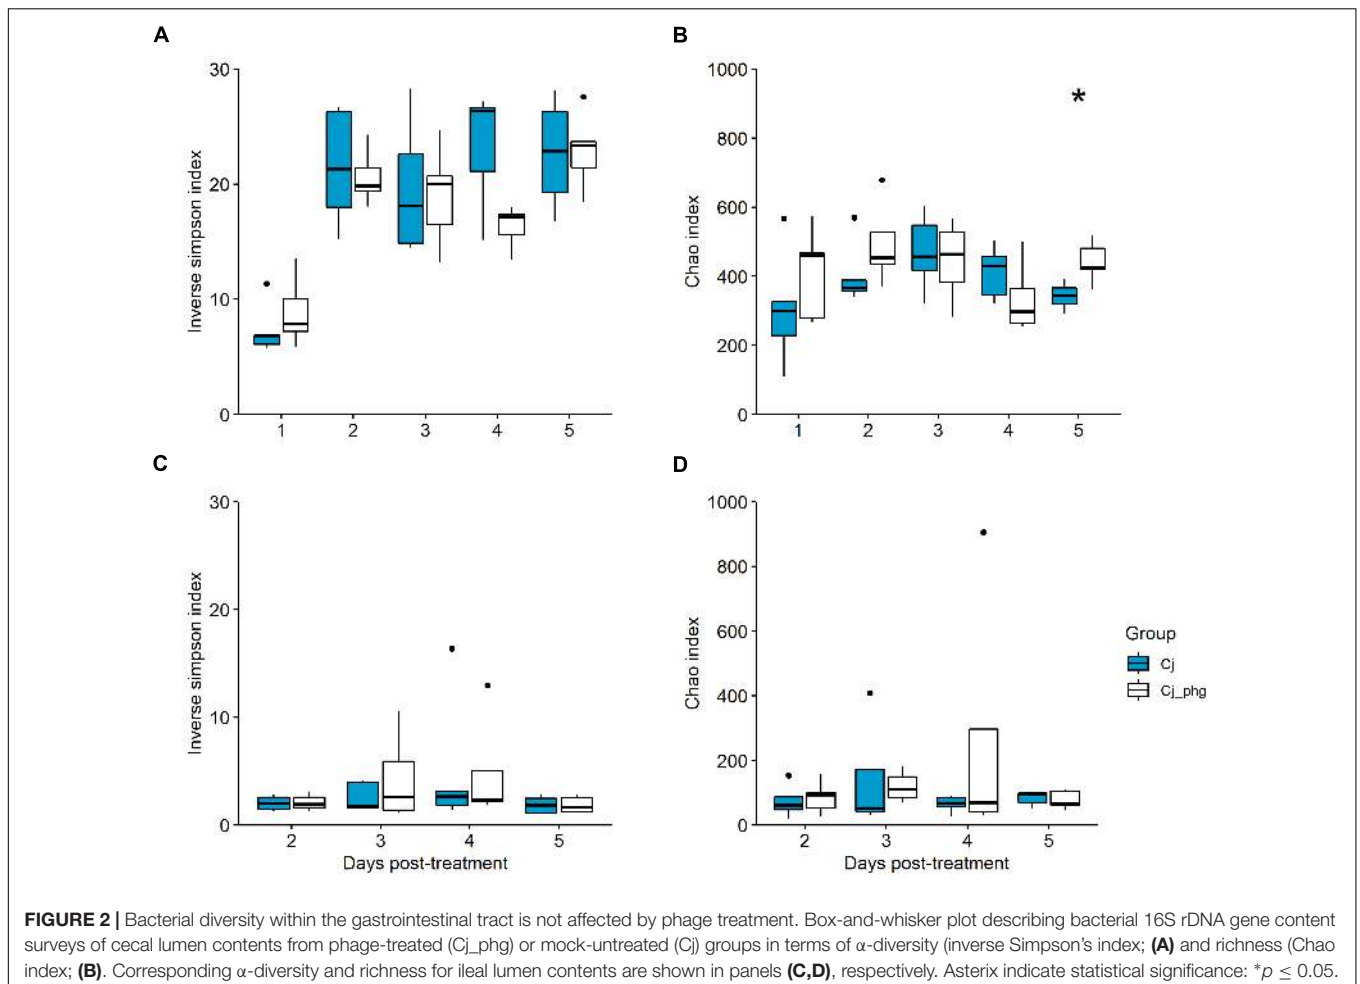 A
B
30
20
10
0
Inverse simpson index
1 2 3 4 5
1000
800
600
400
200
0
Chao index
*
1 2 3 4 5
C
D
30
20
10
0
Inverse simpson index
2 3 4 5
Days post-treatment
1000
800
600
400
200
0
Chao index
2 3 4 5
Days post-treatment
Group
Cj
Cj_phg
FIGURE 2 | Bacterial diversity within the gastrointestinal tract is not affected by phage treatment. Box-and-whisker plot describing bacterial 16S rDNA gene content
surveys of cecal lumen contents from phage-treated (Cj_phg) or mock-untreated (Cj) groups in terms of α-diversity (inverse Simpson's index; (A) and richness (Chao
index; (B). Corresponding α-diversity and richness for ileal lumen contents are shown in panels (C,D), respectively. Asterix indicate statistical significance: *p ≤ 0.05.